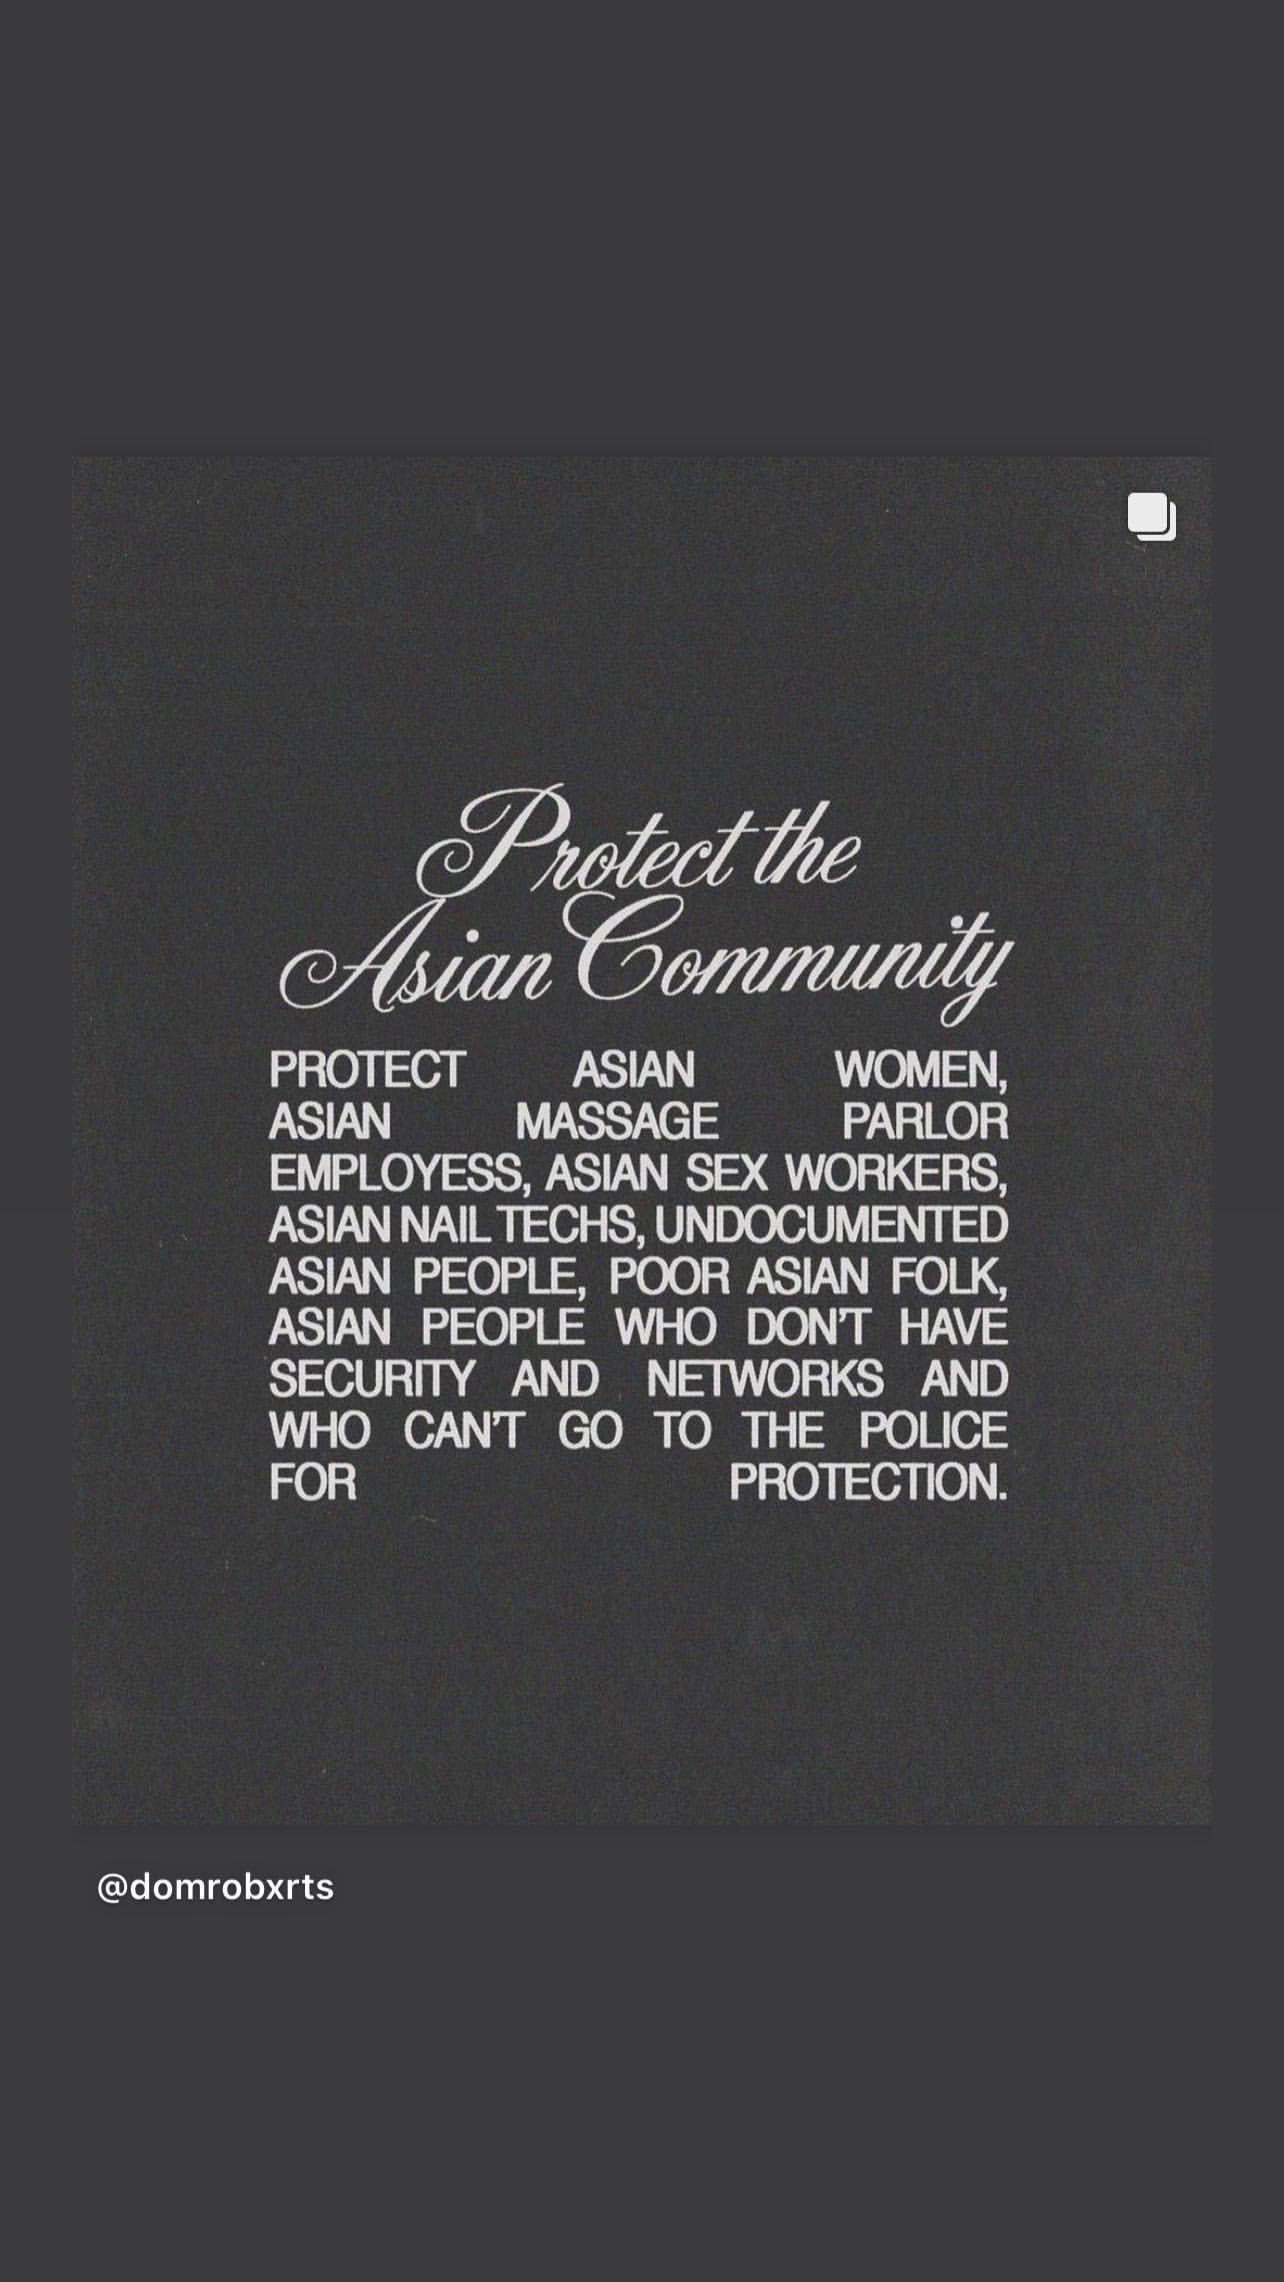 Protect the
Asian Community
PROTECT ASIAN WOMEN,
ASIAN MASSAGE PARLOR
EMPLOYESS, ASIAN SEX WORKERS,
ASIAN NAIL TECHS, UNDOCUMENTED
ASIAN PEOPLE, POOR ASIAN FOLK,
ASIAN PEOPLE WHO DON'T HAVE
SECURITY AND NETWORKS AND
WHO CAN'T GO TO THE POLICE
FOR PROTECTION.
@domrobxrts